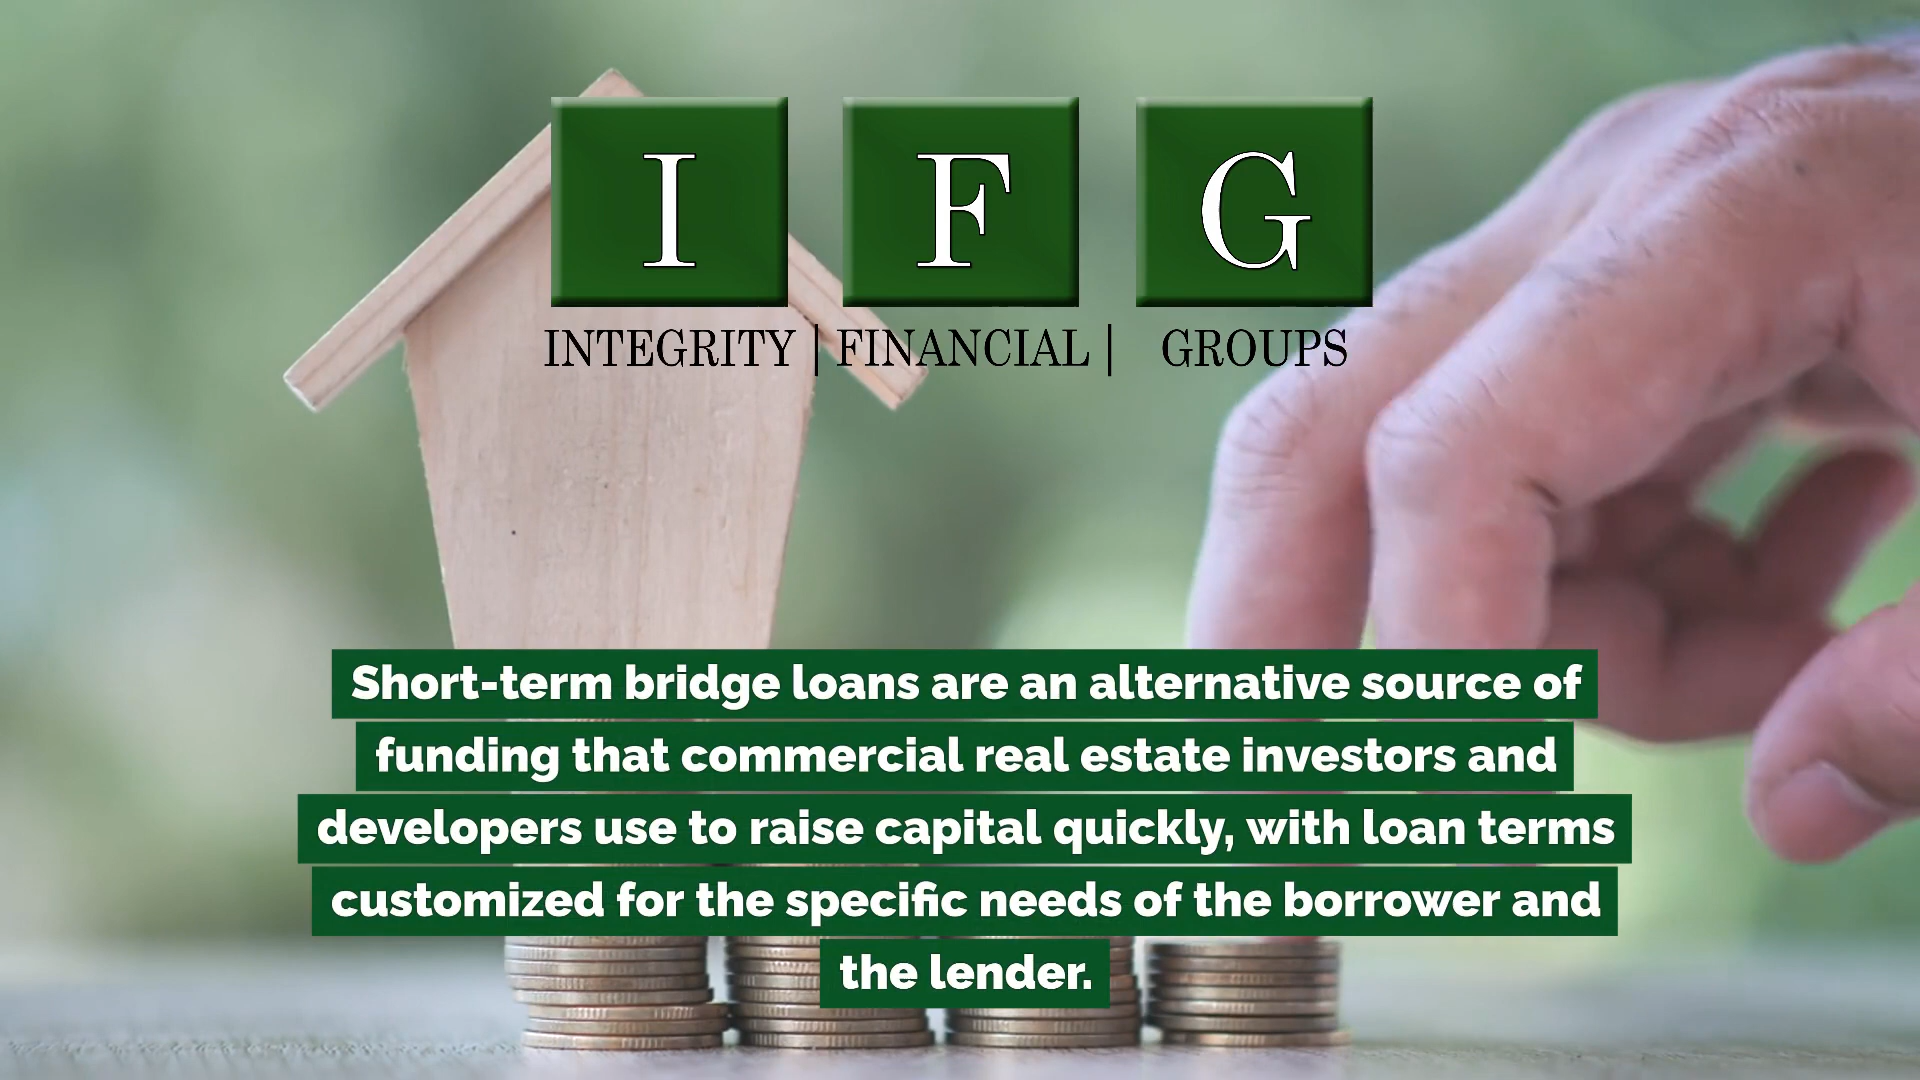 I F G
INTEGRITY | FINANCIAL | GROUPS
Short-term bridge loans are an alternative source of
funding that commercial real estate investors and
developers use to raise capital quickly, with loan terms
customized for the specific needs of the borrower and
the lender.